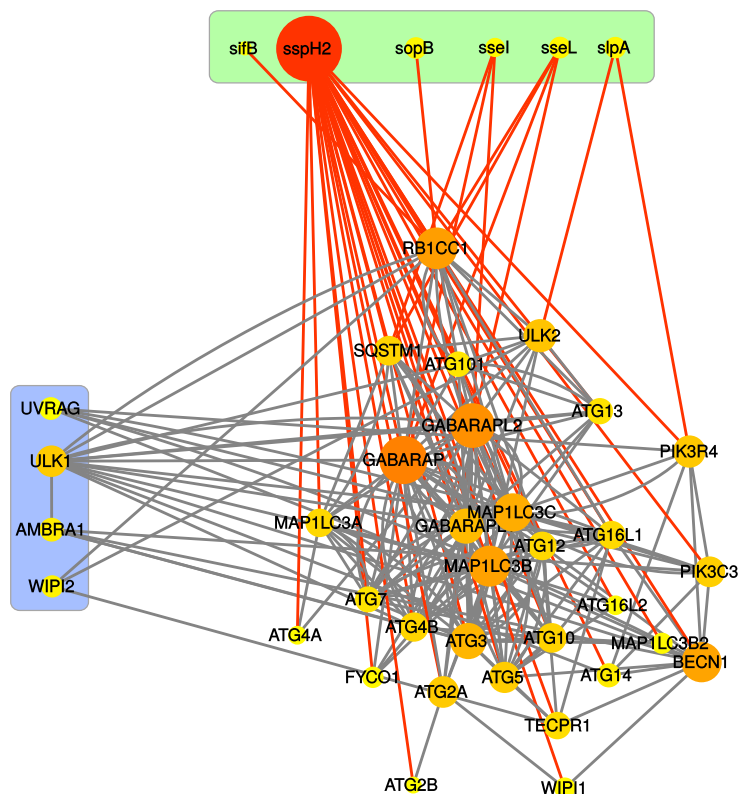 sifB
sspH2
sopB
sseI
sseL
slpA
RB1CC1
ULK2
SQSTM1
ATG101
UVRAG
ATG13
GABARAPL2
ULK1
GABARAP
PIK3R4
MAP1LC3C
MAP1LC3A
GABARAPL
AMBRA1
ATG16L1
ATG12
MAP1LC3B
PIK3C3
WIPI2
ATG7
ATG16L2
ATG4B
ATG4A
ATG3
ATG10
MAP1LC3B2
BECN1
FYCO1
ATG5
ATG14
ATG2A
TECPR1
ATG2B
WIPI1